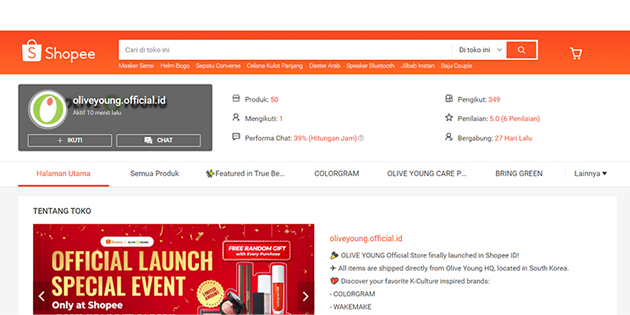 Shopee
Cari di toko ini
Di toko ini
Masker Sensi Helm Bogo Sepatu Converse Celana Kulot Panjang Daster Arab Speaker Bluetooth Jilbab Instan Baju Couple
oliveyoung.official.id
Aktif 10 menit lalu
+ IKUTI
CHAT
Produk: 50
Mengikuti: 1
Performa Chat: 39% (Hitungan Jam)
Pengikut: 349
Penilaian: 5.0 (6 Penilaian)
Bergabung: 27 Hari Lalu
Halaman Utama Semua Produk Featured in True Be... COLORGRAM OLIVE YOUNG CARE P... BRING GREEN Lainnya
TENTANG TOKO
Shopee
OLIVE YOUNG
OFFICIAL LAUNCH
SPECIAL EVENT
Only at Shopee
FREE RANDOM GIFT
with Every Purchase
oliveyoung.official.id
OLIVE YOUNG Official Store finally launched in Shopee ID!
All items are shipped directly from Olive Young HQ, located in South Korea.
Discover your favorite K-Culture inspired brands:
- COLORGRAM
- WAKEMAKE